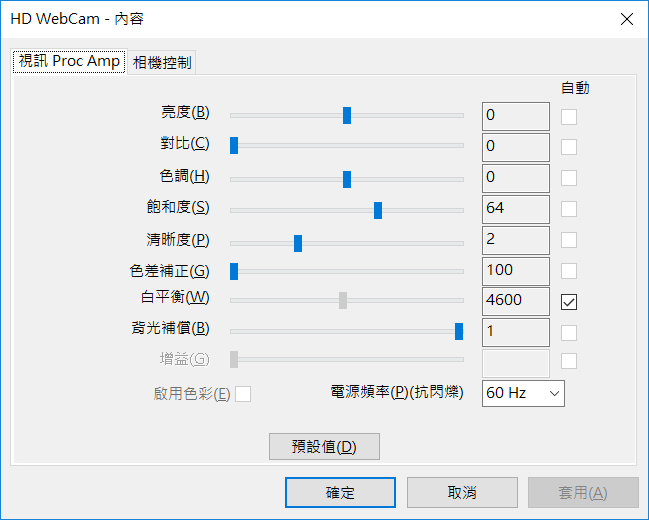 HD WebCam - 內容
視訊 Proc Amp
相機控制
自動
亮度(B) 0
對比(C) 0
色調(H) 0
飽和度(S) 64
清晰度(P) 2
色差補正(G) 100
白平衡(W) 4600
背光補償(B) 1
增益(G)
啟用色彩(E) 電源頻率(P)(抗閃爍) 60 Hz
預設值(D)
確定 取消 套用(A)